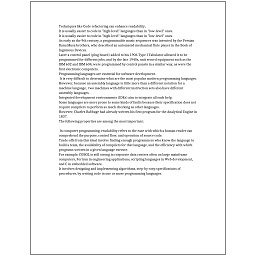 Techniques like Code refactoring can enhance readability.
It is usually easier to code in "high-level" languages than in "low-level" ones.
It is usually easier to code in "high-level" languages than in "low-level" ones.
As early as the 9th century, a programmable music sequencer was invented by the Persian
Banu Musa brothers, who described an automated mechanical flute player in the Book of
Ingenious Devices.
Later a control panel (plug board) added to his 1906 Type I Tabulator allowed it to be
programmed for different jobs, and by the late 1940s, unit record equipment such as the
IBM 602 and IBM 604, were programmed by control panels in a similar way, as were the
first electronic computers.
Programming languages are essential for software development.
It is very difficult to determine what are the most popular modern programming languages.
However, because an assembly language is little more than a different notation for a
machine language, two machines with different instruction sets also have different
assembly languages.
Integrated development environments (IDEs) aim to integrate all such help.
Some languages are more prone to some kinds of faults because their specification does not
require compilers to perform as much checking as other languages.
However, Charles Babbage had already written his first program for the Analytical Engine in
1837.
The following properties are among the most important:

In computer programming, readability refers to the ease with which a human reader can
comprehend the purpose, control flow, and operation of source code.
Trade-offs from this ideal involve finding enough programmers who know the language to
build a team, the availability of compilers for that language, and the efficiency with which
programs written in a given language execute.
For example, COBOL is still strong in corporate data centers often on large mainframe
computers, Fortran in engineering applications, scripting languages in Web development,
and C in embedded software.
It involves designing and implementing algorithms, step-by-step specifications of
procedures, by writing code in one or more programming languages.